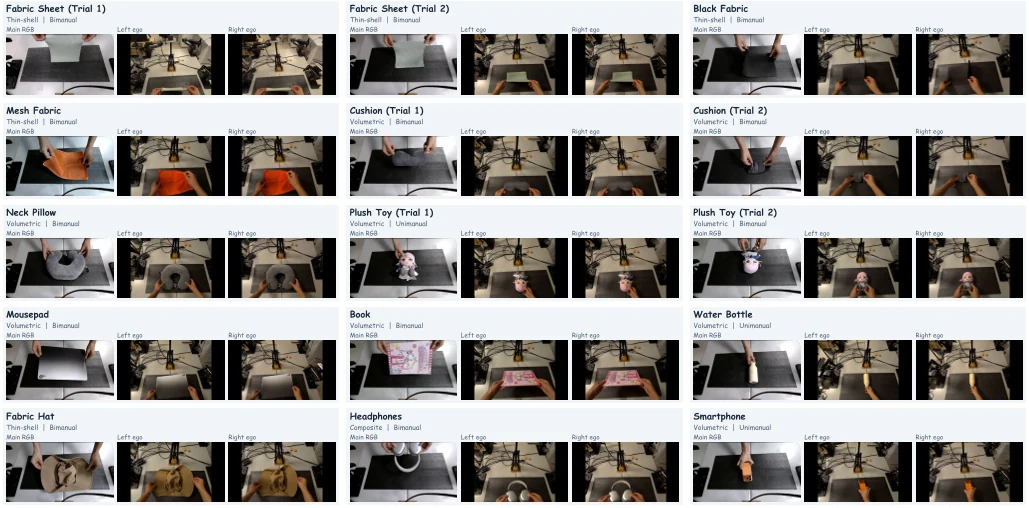 Fabric Sheet (Trial 1)
Thin-shell | Bimanual
Main RGB Left ego Right ego
Fabric Sheet (Trial 2)
Thin-shell | Bimanual
Main RGB Left ego Right ego
Black Fabric
Thin-shell | Bimanual
Main RGB Left ego Right ego
Mesh Fabric
Thin-shell | Bimanual
Main RGB Left ego Right ego
Cushion (Trial 1)
Volumetric | Bimanual
Main RGB Left ego Right ego
Cushion (Trial 2)
Volumetric | Bimanual
Main RGB Left ego Right ego
Neck Pillow
Volumetric | Bimanual
Main RGB Left ego Right ego
Plush Toy (Trial 1)
Volumetric | Unimanual
Main RGB Left ego Right ego
Plush Toy (Trial 2)
Volumetric | Bimanual
Main RGB Left ego Right ego
Mousepad
Volumetric | Bimanual
Main RGB Left ego Right ego
Book
Volumetric | Bimanual
Main RGB Left ego Right ego
Water Bottle
Volumetric | Unimanual
Main RGB Left ego Right ego
Fabric Hat
Thin-shell | Bimanual
Main RGB Left ego Right ego
Headphones
Composite | Bimanual
Main RGB Left ego Right ego
Smartphone
Volumetric | Unimanual
Main RGB Left ego Right ego